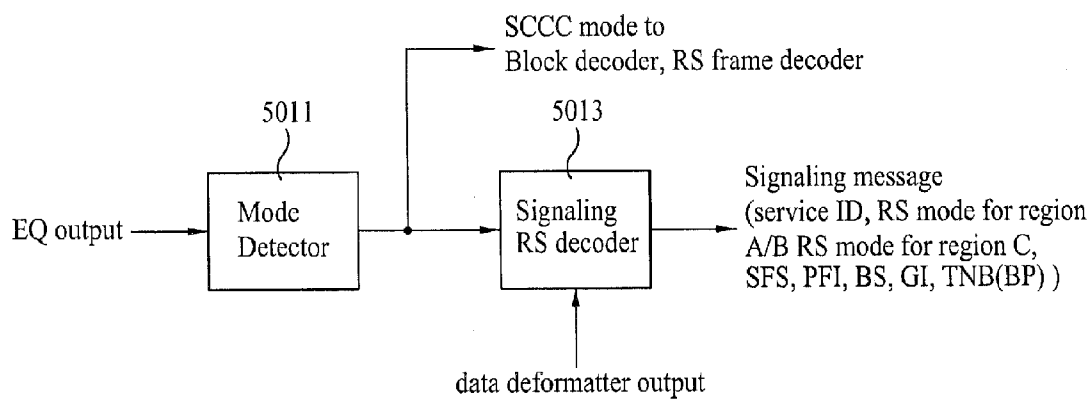 SCCC mode to
Block decoder, RS frame decoder
5011
5013
EQ output
Mode
Detector
Signaling
RS decoder
Signaling message
(service ID, RS mode for region
A/B RS mode for region C,
SFS, PFI, BS, GI, TNB(BP) )
data deformatter output